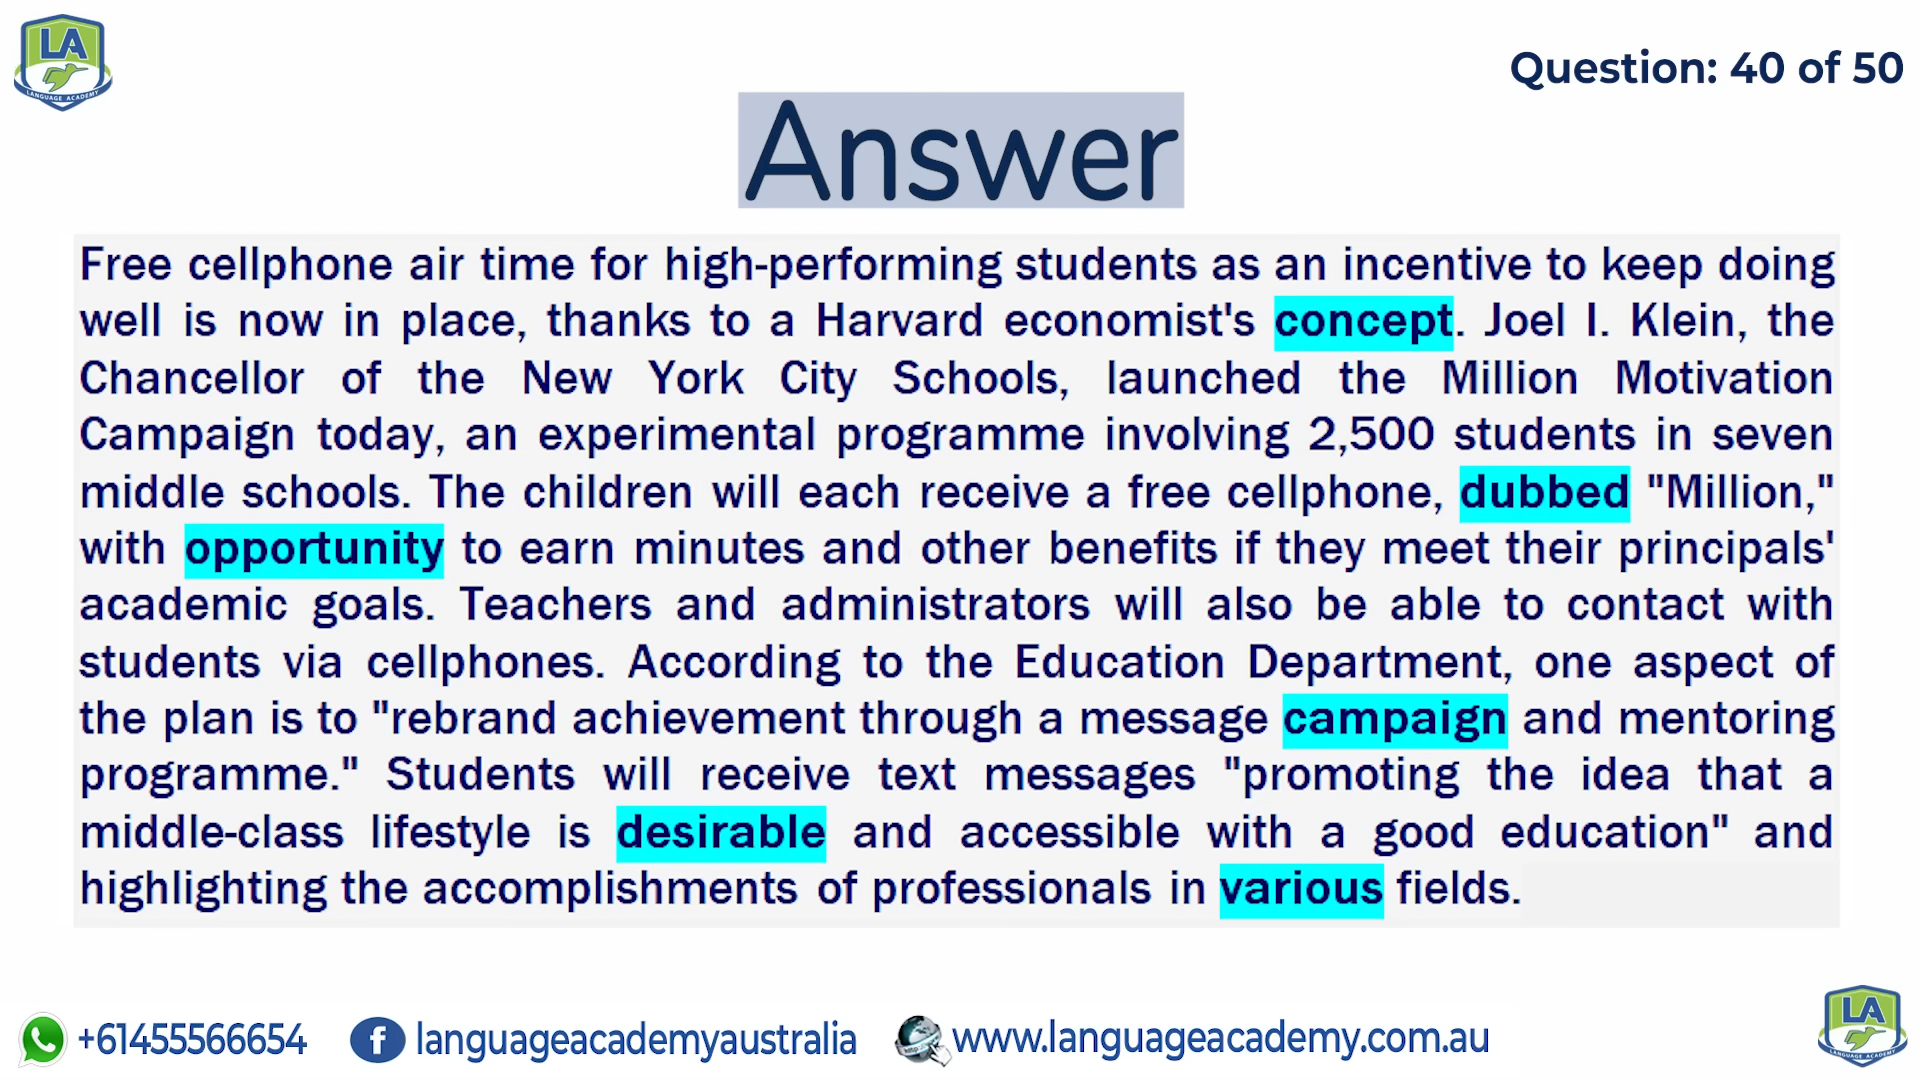 LA
LANGUAGE ACADEMY
Question: 40 of 50
Answer
Free cellphone air time for high-performing students as an incentive to keep doing
well is now in place, thanks to a Harvard economist's concept. Joel I. Klein, the
Chancellor of the New York City Schools, launched the Million Motivation
Campaign today, an experimental programme involving 2,500 students in seven
middle schools. The children will each receive a free cellphone, dubbed "Million,"
with opportunity to earn minutes and other benefits if they meet their principals'
academic goals. Teachers and administrators will also be able to contact with
students via cellphones. According to the Education Department, one aspect of
the plan is to "rebrand achievement through a message campaign and mentoring
programme." Students will receive text messages "promoting the idea that a
middle-class lifestyle is desirable and accessible with a good education" and
highlighting the accomplishments of professionals in various fields.
+61455566654
languageacademyaustralia
www.languageacademy.com.au
LA
LANGUAGE ACADEMY